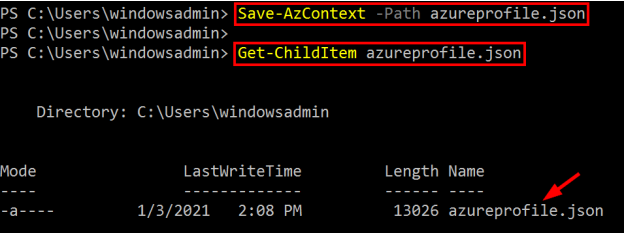 PS C:\Users\windowsadmin> Save-AzContext -Path azureprofile.json
PS C:\Users\windowsadmin>
PS C:\Users\windowsadmin> Get-ChildItem azureprofile.json
Directory: C:\Users\windowsadmin
Mode LastWriteTime Length Name
---- ------------- ------ ----
-a---- 1/3/2021 2:08 PM 13026 azureprofile.json